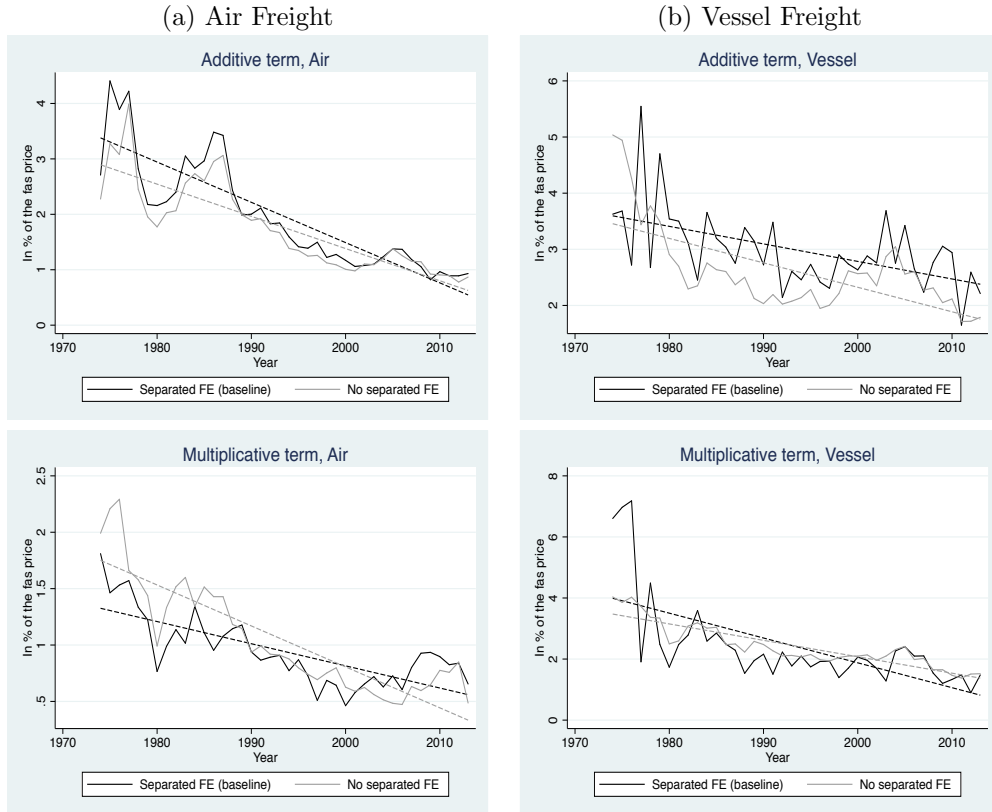 (a) Air Freight
(b) Vessel Freight
Additive term, Air
In % of the fas price
4
3
2
1
0
1970 1980 1990 2000 2010
Year
Separated FE (baseline) No separated FE
Additive term, Vessel
In % of the fas price
6
5
4
3
2
1970 1980 1990 2000 2010
Year
Separated FE (baseline) No separated FE
Multiplicative term, Air
In % of the fas price
2.5
2
1.5
1
.5
1970 1980 1990 2000 2010
Year
Separated FE (baseline) No separated FE
Multiplicative term, Vessel
In % of the fas price
8
6
4
2
0
1970 1980 1990 2000 2010
Year
Separated FE (baseline) No separated FE